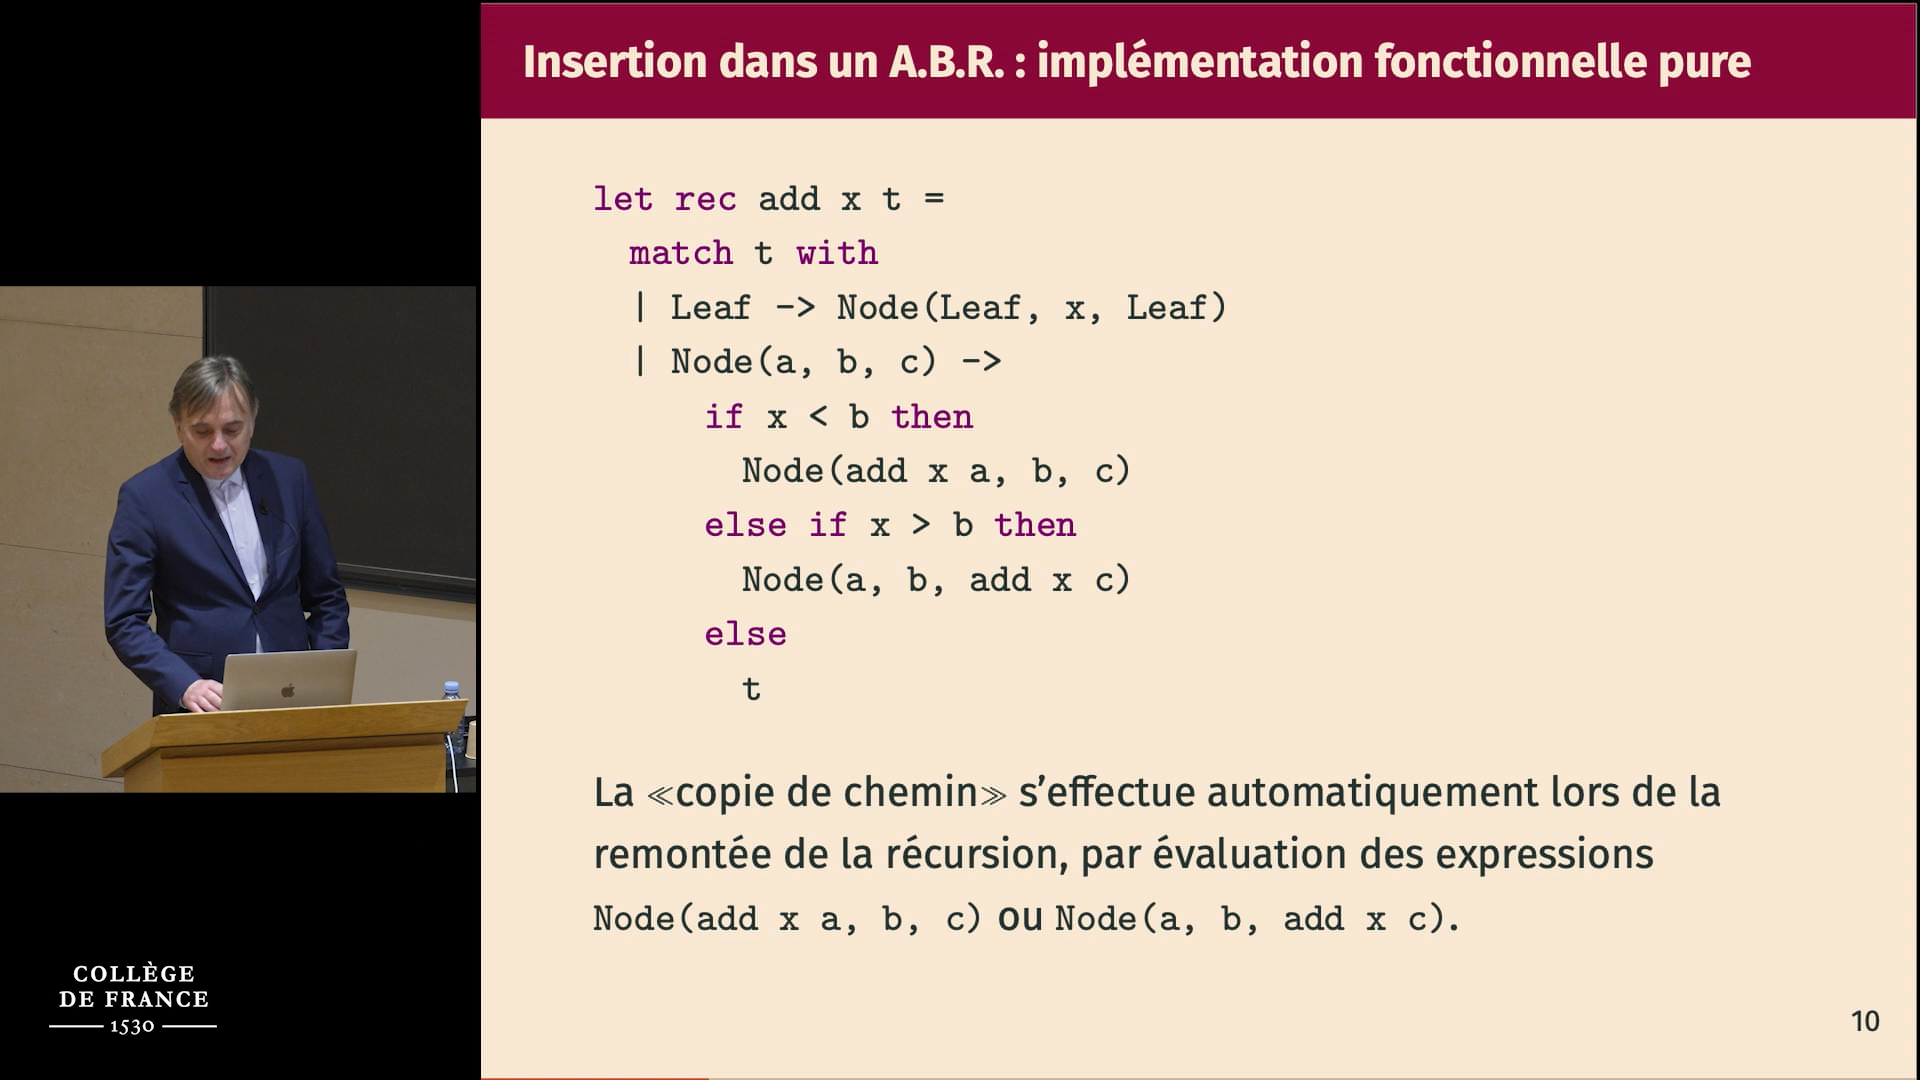 Insertion dans un A.B.R. : implémentation fonctionnelle pure
let rec add x t =
match t with
| Leaf -> Node(Leaf, x, Leaf)
| Node(a, b, c) ->
if x < b then
Node(add x a, b, c)
else if x > b then
Node(a, b, add x c)
else
t
La ≪copie de chemin≫ s'effectue automatiquement lors de la
remontée de la récursion, par évaluation des expressions
Node(add x a, b, c) ou Node(a, b, add x c).
COLLÈGE
DE FRANCE
1530
10